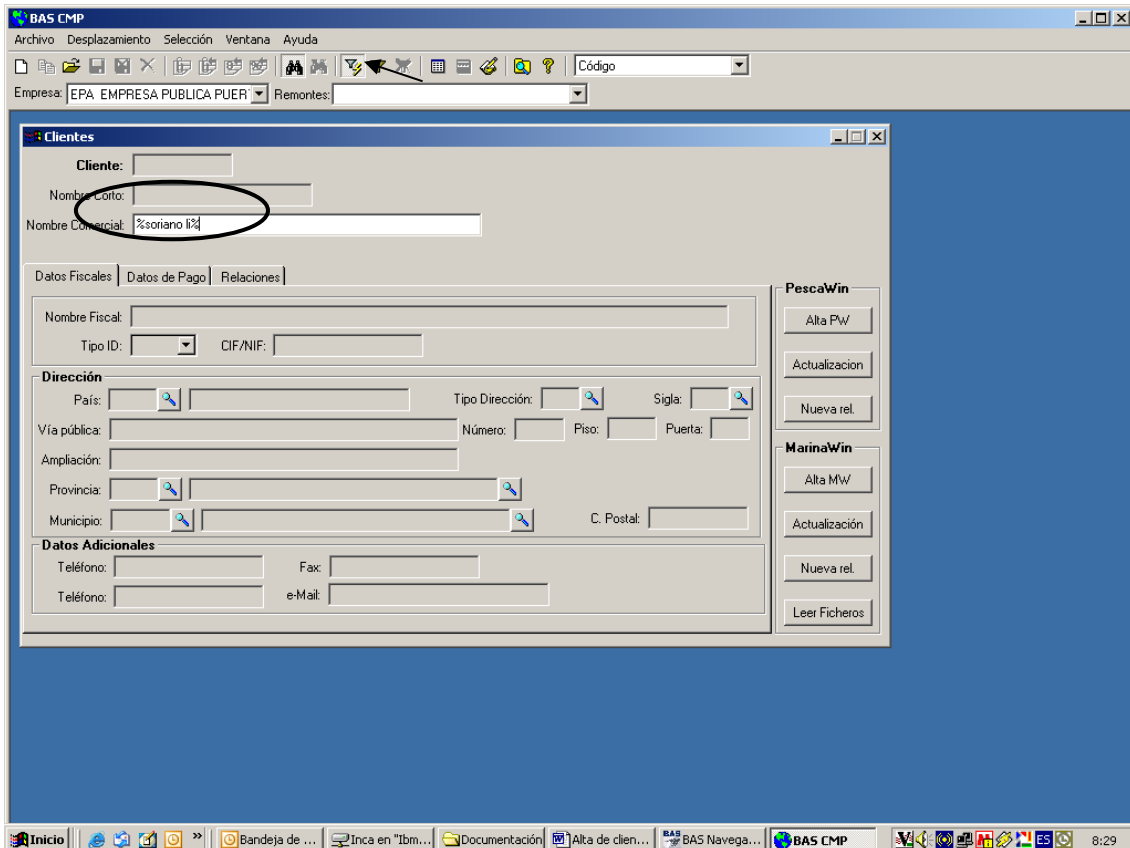 BAS CMP
Archivo Desplazamiento Selección Ventana Ayuda
Código
Empresa: EPA EMPRESA PUBLICA PUER Remontes:
Clientes
Cliente:
Nombre Corto:
Nombre Comercial: %soriano li%
Datos Fiscales Datos de Pago Relaciones
PescaWin
Nombre Fiscal:
Alta PW
Tipo ID: CIF/NIF:
Actualizacion
Dirección
País: Tipo Dirección: Sigla:
Nueva rel.
Vía pública: Número: Piso: Puerta:
MarinaWin
Ampliación:
Alta MW
Provincia:
Municipio: C. Postal:
Actualización
Datos Adicionales
Teléfono: Fax:
Nueva rel.
Teléfono: e-Mail:
Leer Ficheros
Inicio » Bandeja de ... Inca en "Ibm... Documentación Alta de clien... BAS Navega... BAS CMP ES 8:29